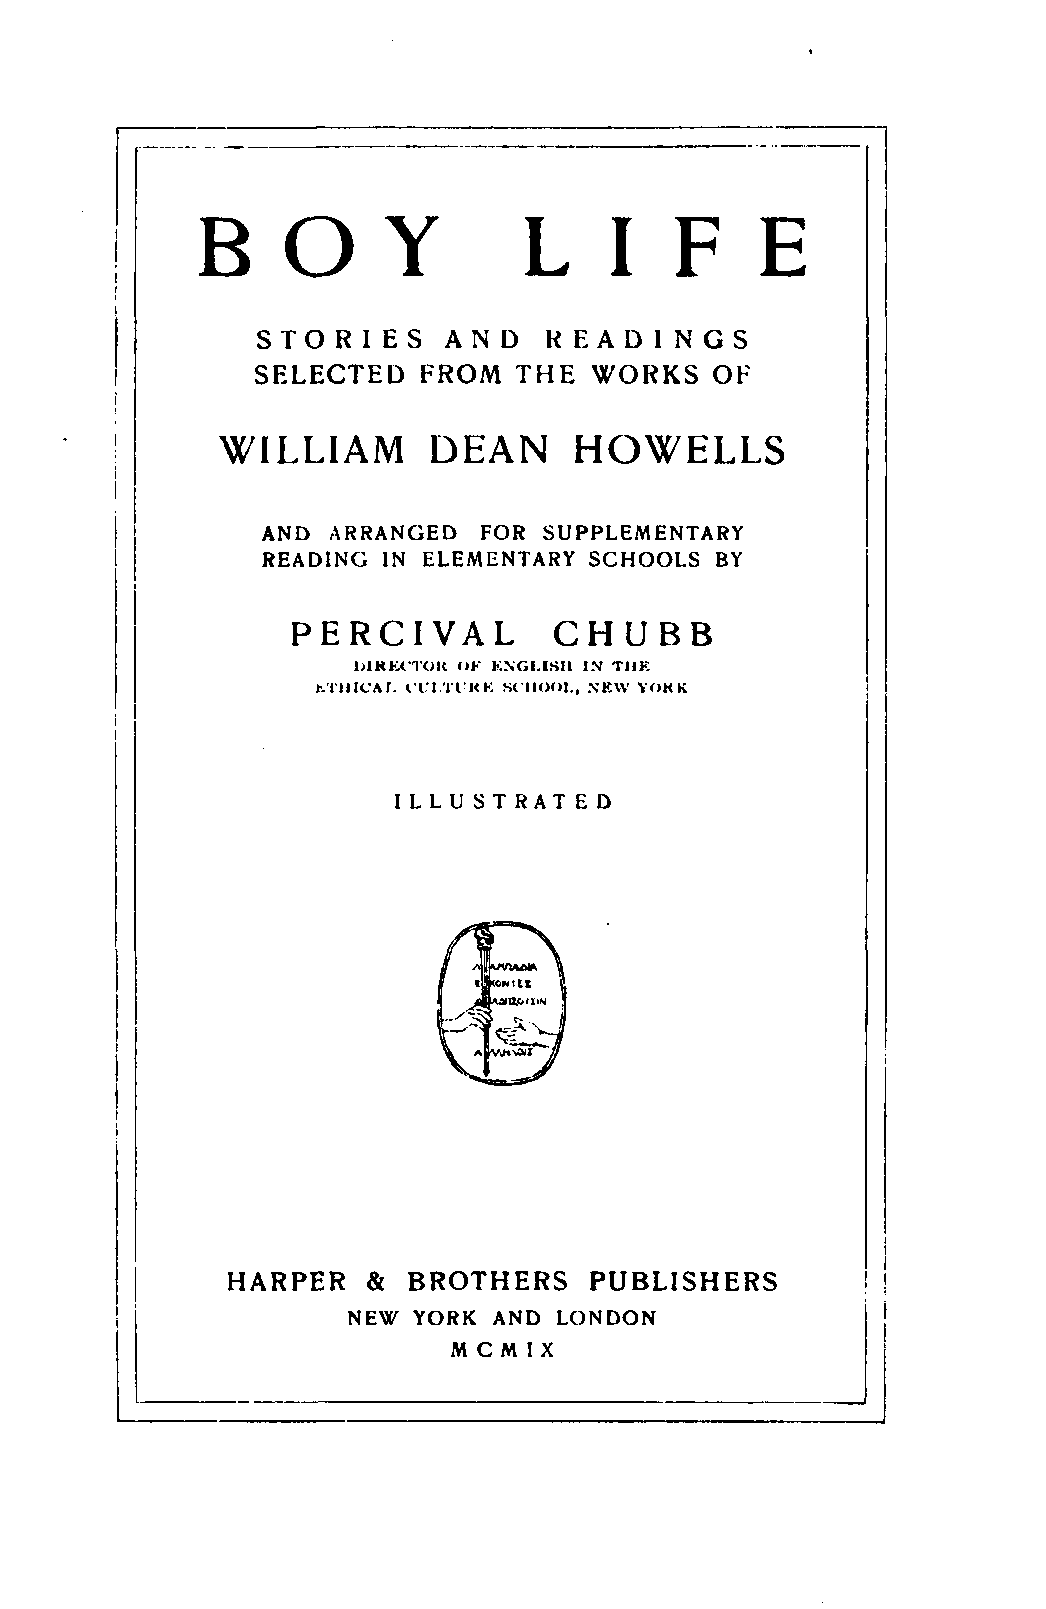 BOY LIFE
STORIES AND READINGS
SELECTED FROM THE WORKS OF
WILLIAM DEAN HOWELLS
AND ARRANGED FOR SUPPLEMENTARY
READING IN ELEMENTARY SCHOOLS BY
PERCIVAL CHUBB
DIRECTOR OF ENGLISH IN THE
ETHICAL CULTURE SCHOOL, NEW YORK
ILLUSTRATED
HARPER & BROTHERS PUBLISHERS
NEW YORK AND LONDON
MCMIX